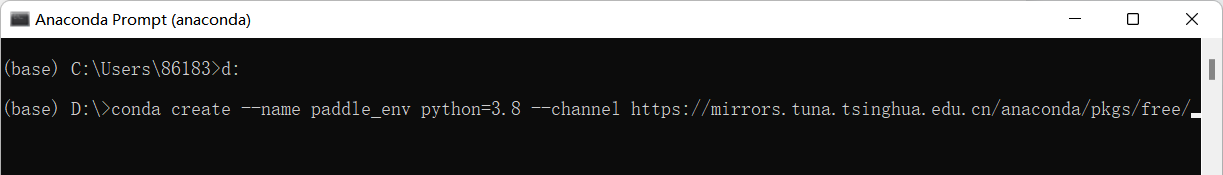 Anaconda Prompt (anaconda)
(base) C:\Users\86183>d:
(base) D:\>conda create --name paddle_env python=3.8 --channel https://mirrors.tuna.tsinghua.edu.cn/anaconda/pkgs/free/